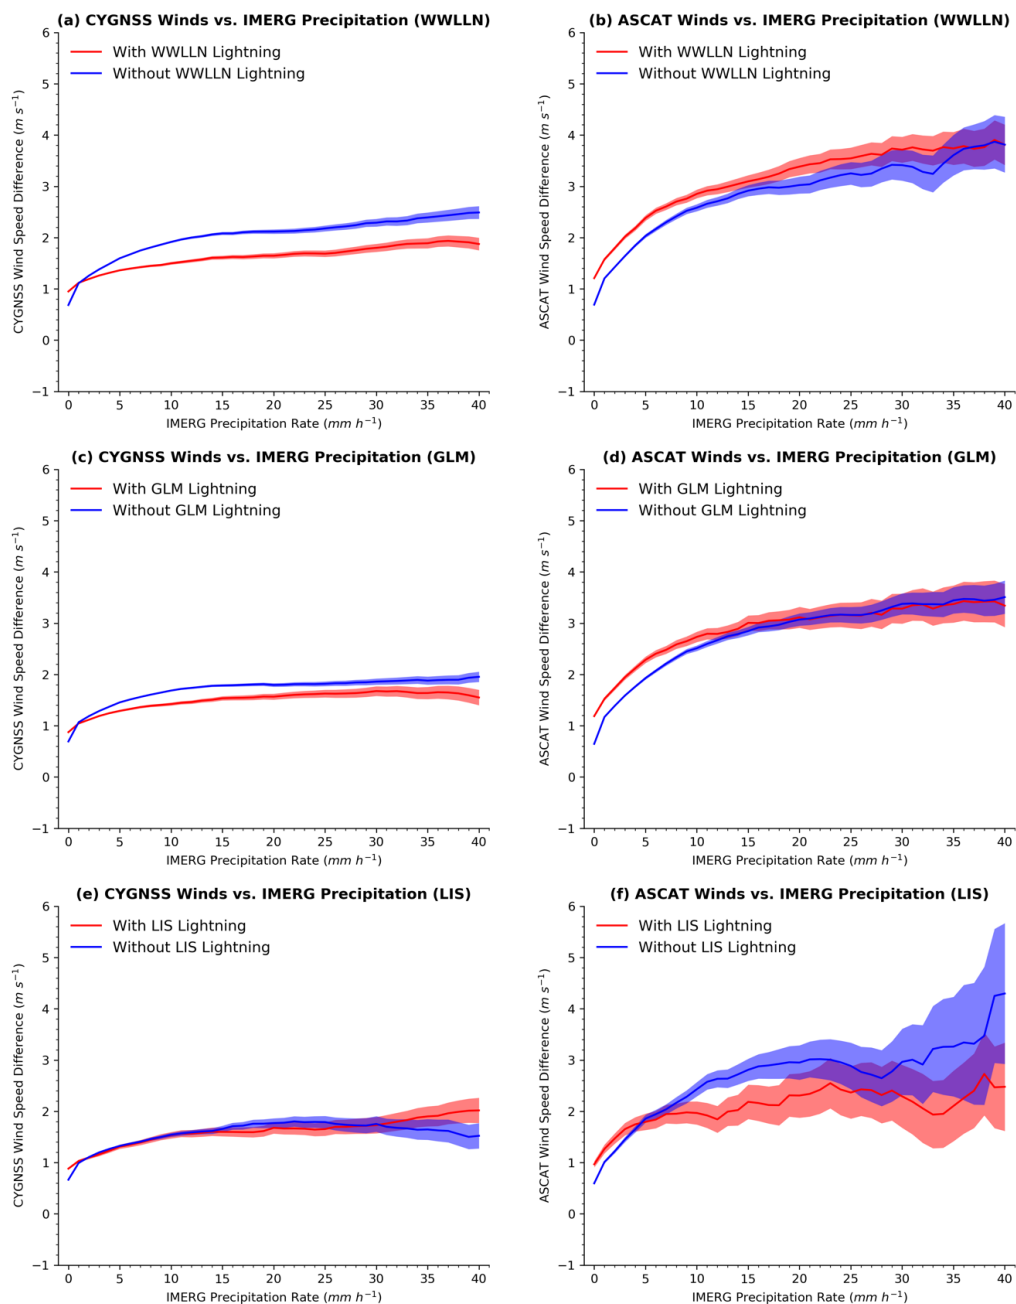 (a) CYGNSS Winds vs. IMERG Precipitation (WWLLN)
With WWLLN Lightning
Without WWLLN Lightning
6
5
4
3
2
1
0
−1
CYGNSS Wind Speed Difference (m s⁻¹)
0 5 10 15 20 25 30 35 40
IMERG Precipitation Rate (mm h⁻¹)
(b) ASCAT Winds vs. IMERG Precipitation (WWLLN)
With WWLLN Lightning
Without WWLLN Lightning
6
5
4
3
2
1
0
−1
ASCAT Wind Speed Difference (m s⁻¹)
0 5 10 15 20 25 30 35 40
IMERG Precipitation Rate (mm h⁻¹)
(c) CYGNSS Winds vs. IMERG Precipitation (GLM)
With GLM Lightning
Without GLM Lightning
6
5
4
3
2
1
0
−1
CYGNSS Wind Speed Difference (m s⁻¹)
0 5 10 15 20 25 30 35 40
IMERG Precipitation Rate (mm h⁻¹)
(d) ASCAT Winds vs. IMERG Precipitation (GLM)
With GLM Lightning
Without GLM Lightning
6
5
4
3
2
1
0
−1
ASCAT Wind Speed Difference (m s⁻¹)
0 5 10 15 20 25 30 35 40
IMERG Precipitation Rate (mm h⁻¹)
(e) CYGNSS Winds vs. IMERG Precipitation (LIS)
With LIS Lightning
Without LIS Lightning
6
5
4
3
2
1
0
−1
CYGNSS Wind Speed Difference (m s⁻¹)
0 5 10 15 20 25 30 35 40
IMERG Precipitation Rate (mm h⁻¹)
(f) ASCAT Winds vs. IMERG Precipitation (LIS)
With LIS Lightning
Without LIS Lightning
6
5
4
3
2
1
0
−1
ASCAT Wind Speed Difference (m s⁻¹)
0 5 10 15 20 25 30 35 40
IMERG Precipitation Rate (mm h⁻¹)